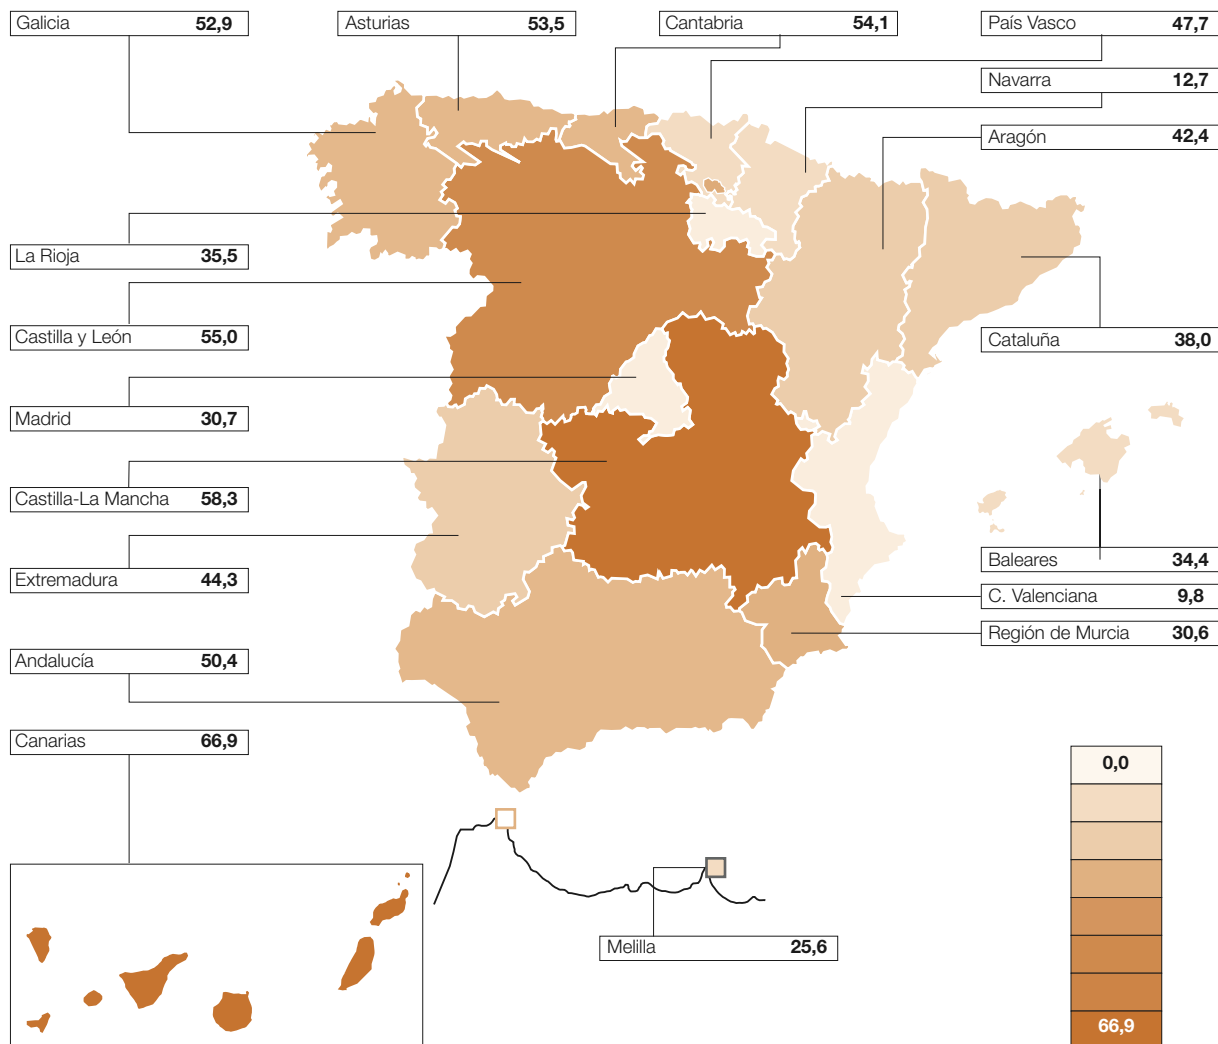 Galicia 52,9
Asturias 53,5
Cantabria 54,1
País Vasco 47,7
Navarra 12,7
Aragón 42,4
La Rioja 35,5
Castilla y León 55,0
Cataluña 38,0
Madrid 30,7
Castilla-La Mancha 58,3
Extremadura 44,3
Baleares 34,4
C. Valenciana 9,8
Región de Murcia 30,6
Andalucía 50,4
Canarias 66,9
Melilla 25,6
0,0
66,9